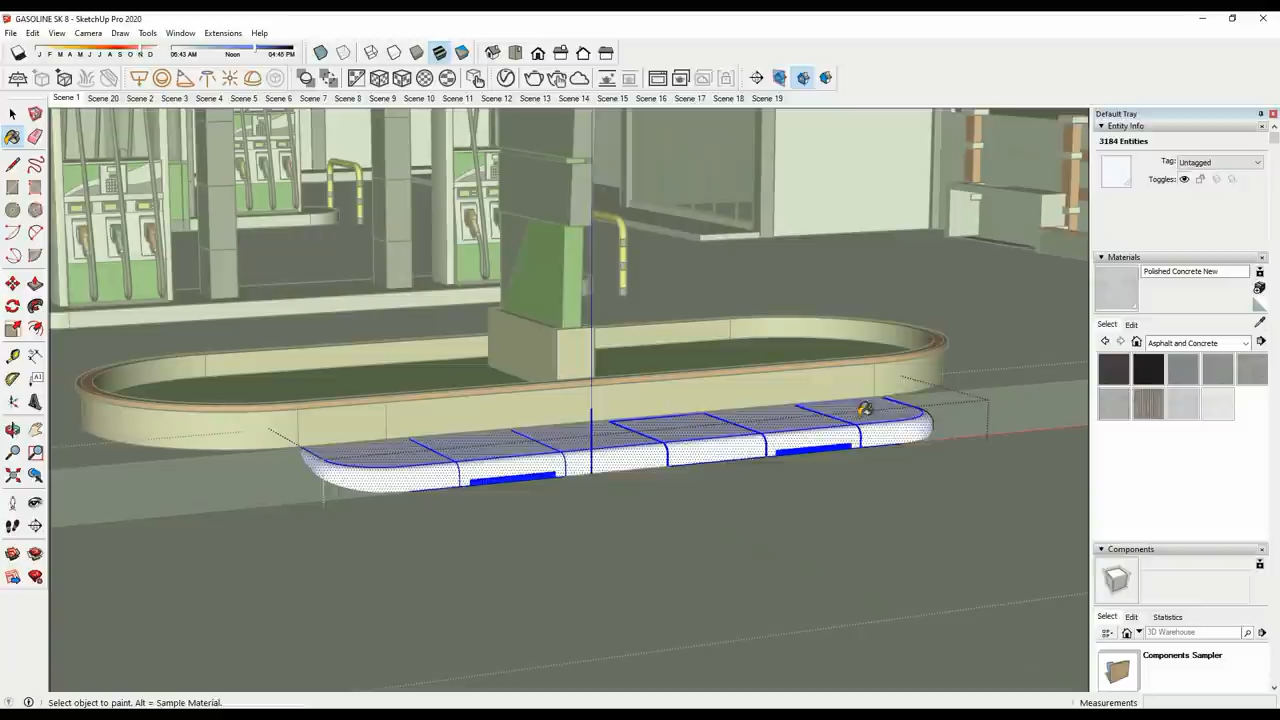 GASOLINE SK 8 - SketchUp Pro 2020
File Edit View Camera Draw Tools Window Extensions Help
J F M A M J J A S O N D
06:43 AM Noon 04:45 PM
Scene 1 Scene 20 Scene 2 Scene 3 Scene 4 Scene 5 Scene 6 Scene 7 Scene 8 Scene 9 Scene 10 Scene 11 Scene 12 Scene 13 Scene 14 Scene 15 Scene 16 Scene 17 Scene 18 Scene 19
Default Tray
Entity Info
3184 Entities
Tag: Untagged
Toggles:
Materials
Polished Concrete New
Select Edit
Asphalt and Concrete
Components
Select Edit Statistics
3D Warehouse
Components Sampler
Select object to paint. Alt = Sample Material.
Measurements